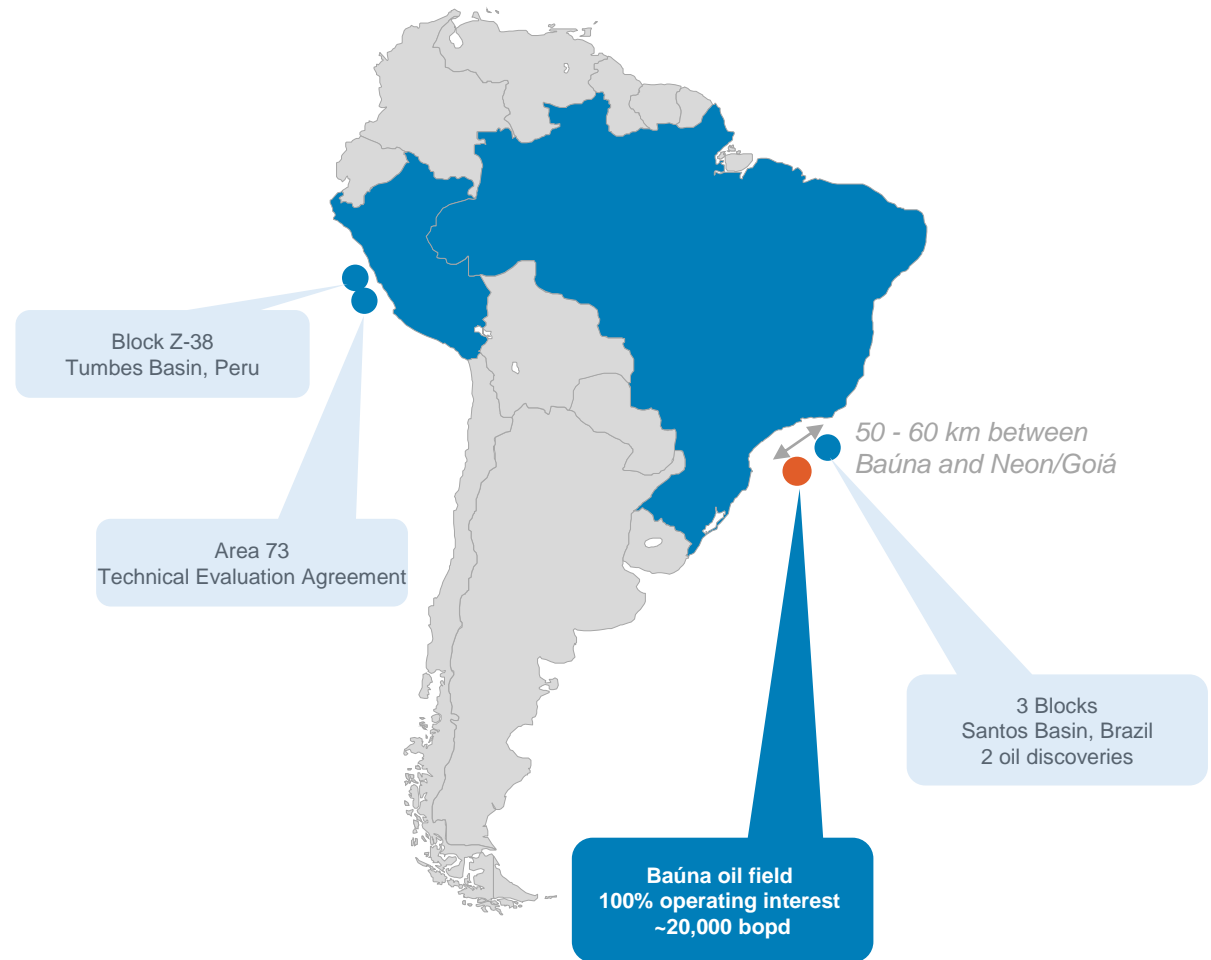 Block Z-38
Tumbes Basin, Peru
50 - 60 km between
Baúna and Neon/Goiá
Area 73
Technical Evaluation Agreement
3 Blocks
Santos Basin, Brazil
2 oil discoveries
Baúna oil field
100% operating interest
~20,000 bopd